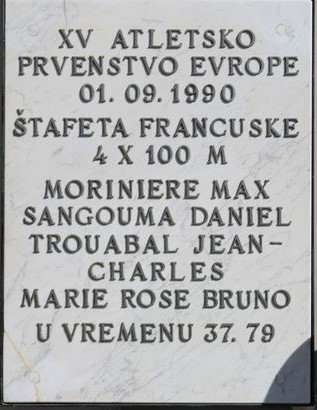 XV ATLETSKO
PRVENSTVO EVROPE
01. 09. 1990
ŠTAFETA FRANCUSKE
4 X 100 M
MORINIERE MAX
SANGOUMA DANIEL
TROUABAL JEAN-
CHARLES
MARIE ROSE BRUNO
U VREMENU 37. 79